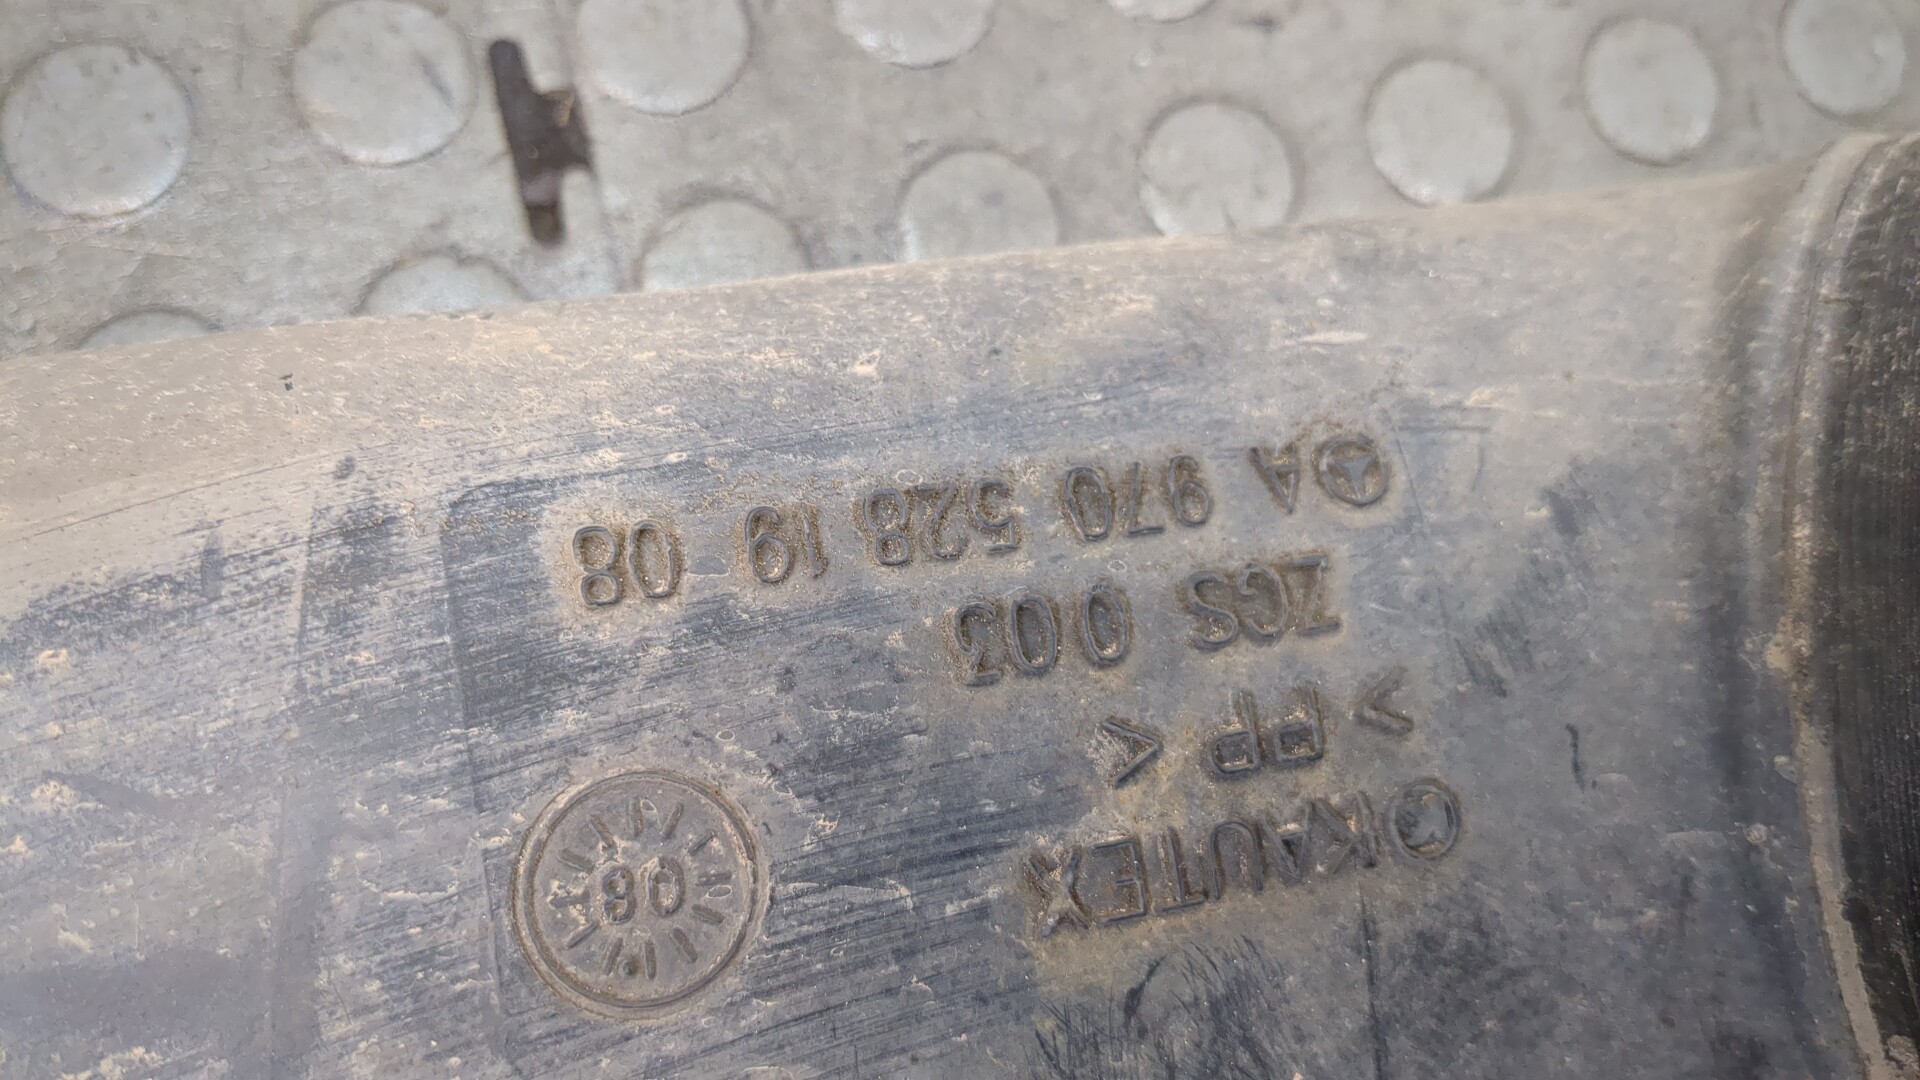 A 970 528 19 08
ZGS 003
>PP<
KAUTEX
08